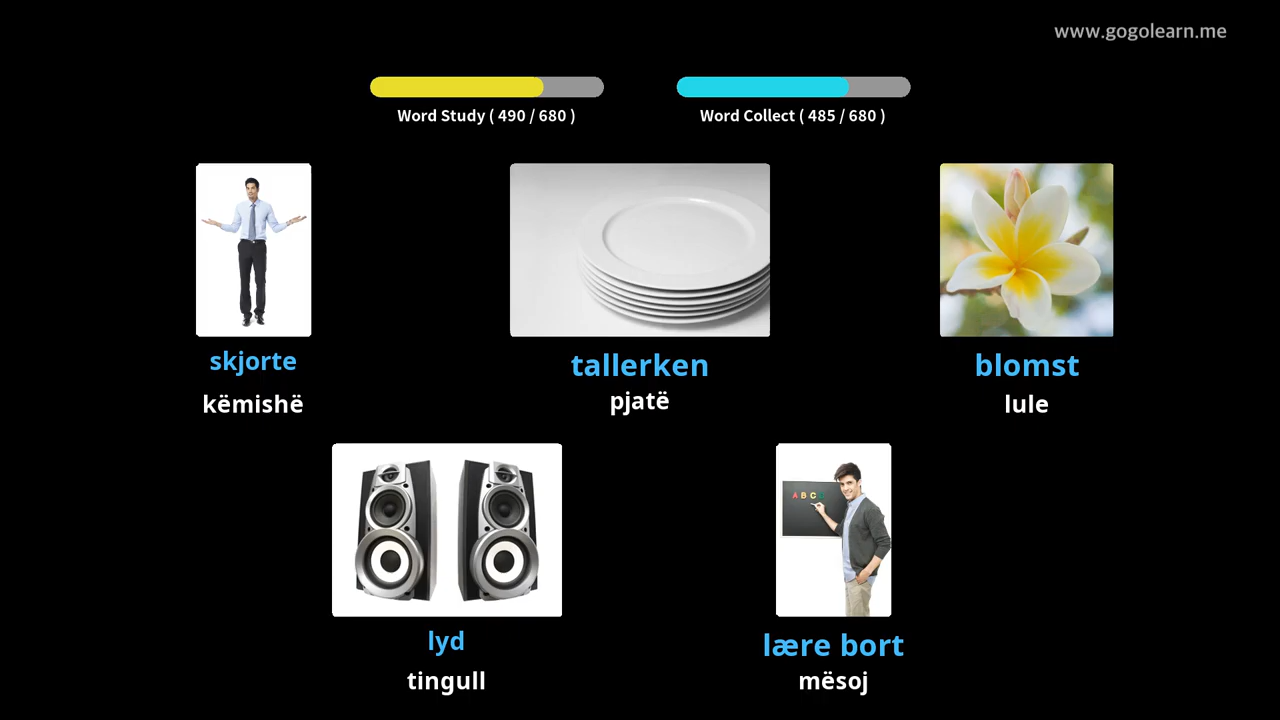 www.gogolearn.me
Word Study ( 490 / 680 )
Word Collect ( 485 / 680 )
skjorte
këmishë
tallerken
pjatë
blomst
lule
lyd
tingull
A B C
lære bort
mësoj